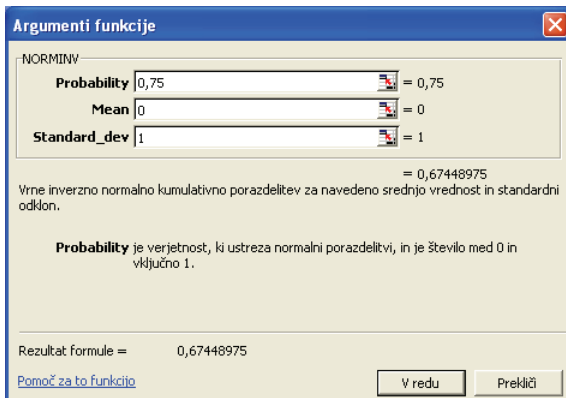 Argumenti funkcije
NORMINV
Probability 0,75 = 0,75
Mean 0 = 0
Standard_dev 1 = 1
= 0,67448975
Vrne inverzno normalno kumulativno porazdelitev za navedeno srednjo vrednost in standardni
odklon.
Probability je verjetnost, ki ustreza normalni porazdelitvi, in je število med 0 in
vključno 1.
Rezultat formule = 0,67448975
Pomoč za to funkcijo V redu Prekliči